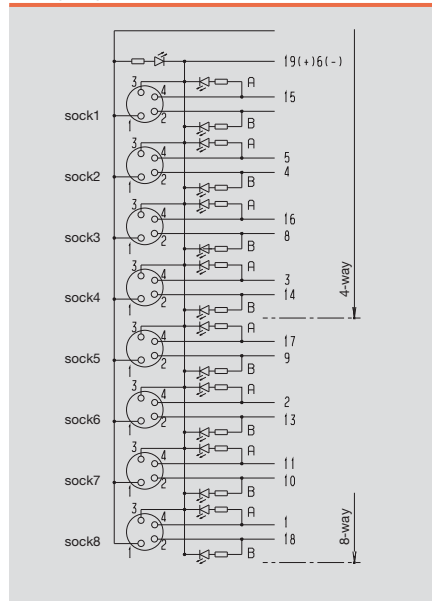 19(+)6(-)
3 A
4 15
sock1
1 2 B
3 A
4 5
sock2 4
1 2 B
3 A
4 16
sock3 8
1 2 B
3 A
4 3
sock4 14
1 2 B
4-way
3 A
4 17
sock5 9
1 2 B
3 A
4 2
sock6 13
1 2 B
3 A
4 11
sock7 10
1 2 B
3 A
4 1
sock8 18
1 2 B
8-way